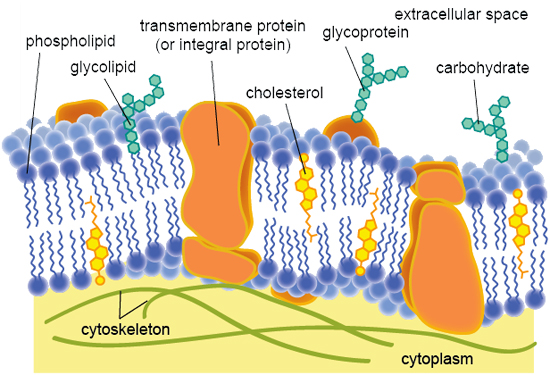 extracellular space
transmembrane protein
(or integral protein)
glycoprotein
phospholipid
glycolipid
carbohydrate
cholesterol
cytoskeleton
cytoplasm